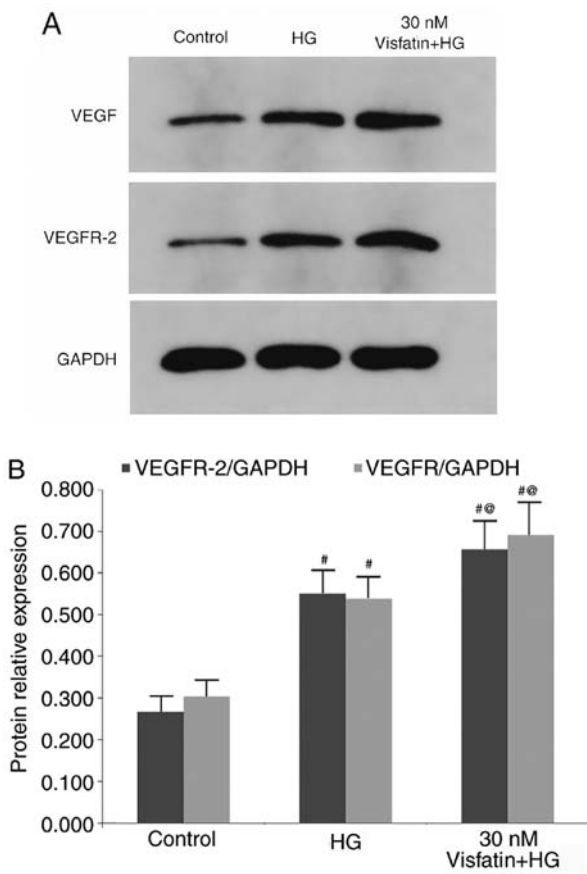 A
Control HG 30 nM
Visfatin+HG
VEGF
VEGFR-2
GAPDH
B
■ VEGFR-2/GAPDH ■ VEGFR/GAPDH
Protein relative expression
0.800
0.700
0.600
0.500
0.400
0.300
0.200
0.100
0.000
# #
#@ #@
Control HG 30 nM
Visfatin+HG